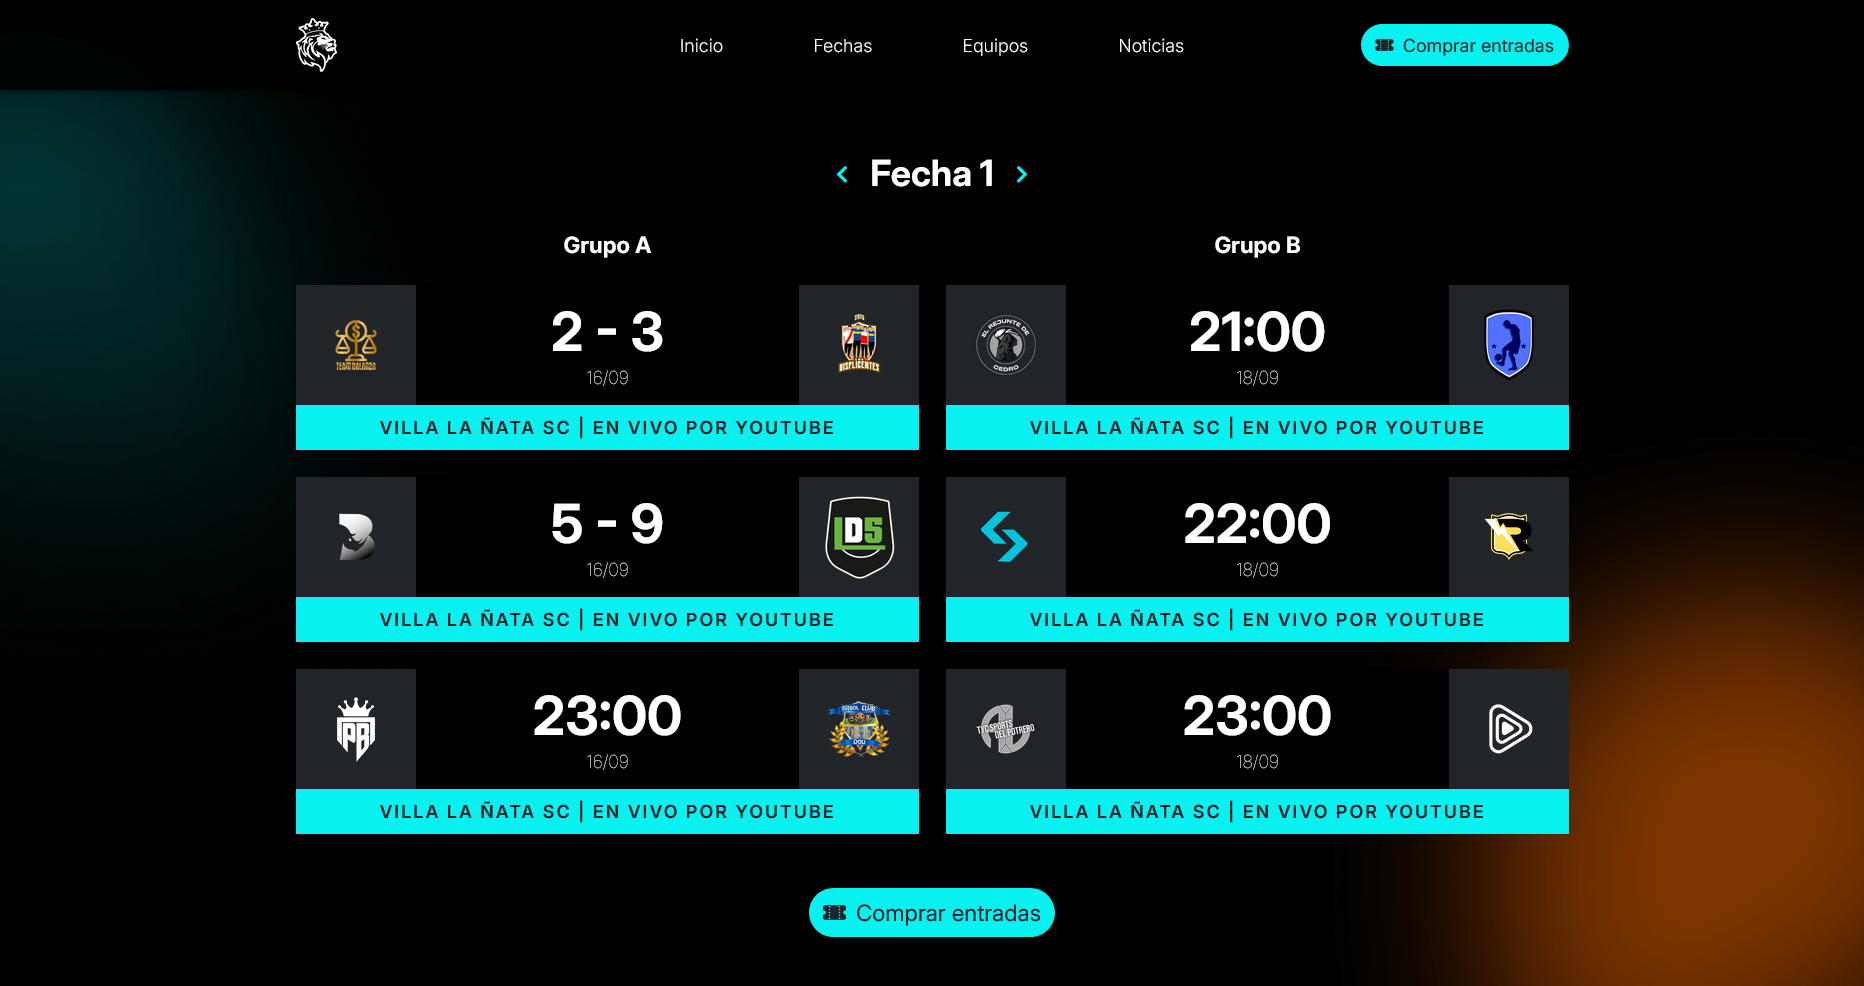 Inicio
Fechas
Equipos
Noticias
Comprar entradas
Fecha 1
Grupo A
TEAM BALANZA
2 - 3
16/09
DISPLICENTES
VILLA LA ÑATA SC | EN VIVO POR YOUTUBE
5 - 9
16/09
LD5
VILLA LA ÑATA SC | EN VIVO POR YOUTUBE
PB
23:00
16/09
FUTBOL CLUB
DOU
VILLA LA ÑATA SC | EN VIVO POR YOUTUBE
Grupo B
EL REJUNTE DE
CEDRO
21:00
18/09
VILLA LA ÑATA SC | EN VIVO POR YOUTUBE
22:00
18/09
R
VILLA LA ÑATA SC | EN VIVO POR YOUTUBE
TYC SPORTS
DEL POTRERO
23:00
18/09
VILLA LA ÑATA SC | EN VIVO POR YOUTUBE
Comprar entradas